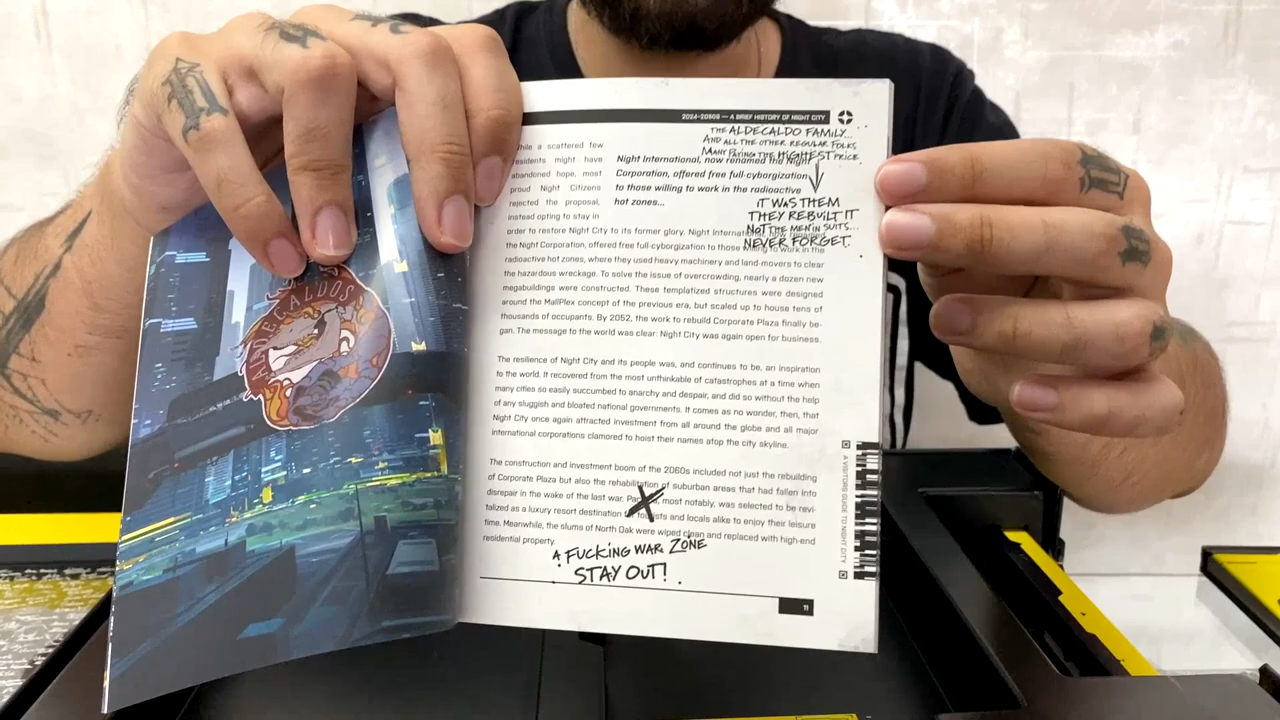 ALDECALDOS
2024-2060S — A BRIEF HISTORY OF NIGHT CITY
THE ALDECALDO FAMILY...
AND ALL THE OTHER REGULAR FOLKS
MANY PAYING THE HIGHEST PRICE
Night International, now renamed the Night
Corporation, offered free full-cyborgization
to those willing to work in the radioactive
hot zones...
IT WAS THEM
THEY REBUILT IT
NOT THE MEN IN SUITS...
NEVER FORGET.
While a scattered few
residents might have
abandoned hope, most
proud Night Citizens
rejected the proposal,
instead opting to stay in
order to restore Night City to its former glory. Night International, now renamed
the Night Corporation, offered free full-cyborgization to those willing to work in the
radioactive hot zones, where they used heavy machinery and land-movers to clear
the hazardous wreckage. To solve the issue of overcrowding, nearly a dozen new
megabuildings were constructed. These templatized structures were designed
around the MallPlex concept of the previous era, but scaled up to house tens of
thousands of occupants. By 2052, the work to rebuild Corporate Plaza finally be-
gan. The message to the world was clear: Night City was again open for business.
The resilience of Night City and its people was, and continues to be, an inspiration
to the world. It recovered from the most unthinkable of catastrophes at a time when
many cities so easily succumbed to anarchy and despair, and did so without the help
of any sluggish and bloated national governments. It comes as no wonder, then, that
Night City once again attracted investment from all around the globe and all major
international corporations clamored to hoist their names atop the city skyline.
The construction and investment boom of the 2060s included not just the rebuilding
of Corporate Plaza but also the rehabilitation of suburban areas that had fallen into
disrepair in the wake of the last war. Pacifica, most notably, was selected to be revi-
talized as a luxury resort destination for tourists and locals alike to enjoy their leisure
time. Meanwhile, the slums of North Oak were wiped clean and replaced with high-end
residential property.
A FUCKING WAR ZONE
STAY OUT!
A VISITORS GUIDE TO NIGHT CITY
11